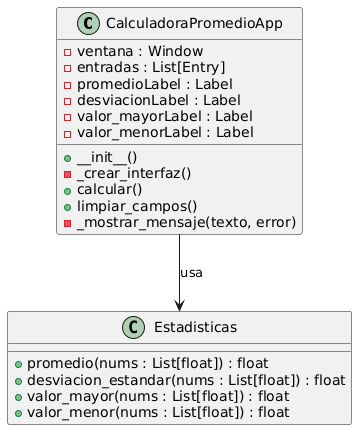 C CalculadoraPromedioApp
ventana : Window
entradas : List[Entry]
promedioLabel : Label
desviacionLabel : Label
valor_mayorLabel : Label
valor_menorLabel : Label
__init__()
_crear_interfaz()
calcular()
limpiar_campos()
_mostrar_mensaje(texto, error)
usa
C Estadisticas
promedio(nums : List[float]) : float
desviacion_estandar(nums : List[float]) : float
valor_mayor(nums : List[float]) : float
valor_menor(nums : List[float]) : float